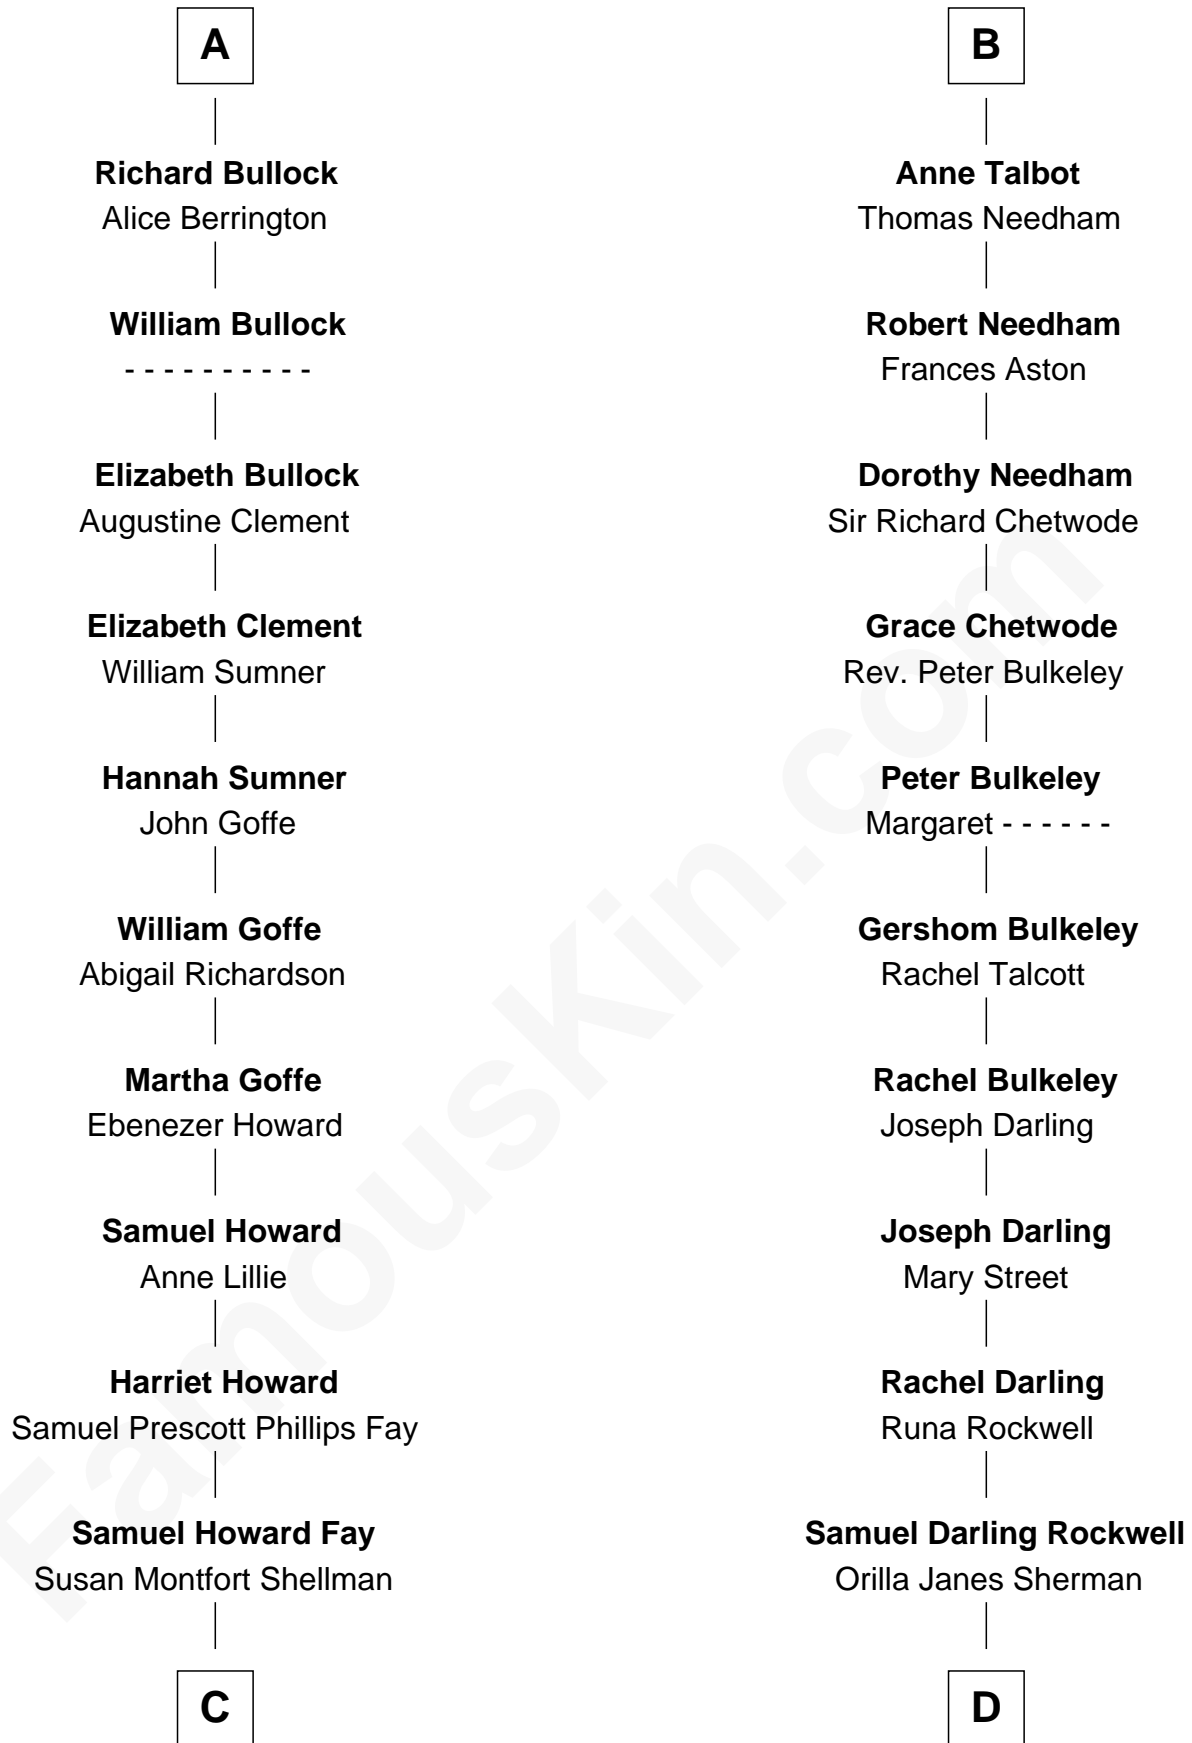 A
Richard Bullock
Alice Berrington
William Bullock
- - - - - - - - - -
Elizabeth Bullock
Augustine Clement
Elizabeth Clement
William Sumner
Hannah Sumner
John Goffe
William Goffe
Abigail Richardson
Martha Goffe
Ebenezer Howard
Samuel Howard
Anne Lillie
Harriet Howard
Samuel Prescott Phillips Fay
Samuel Howard Fay
Susan Montfort Shellman
C
B
Anne Talbot
Thomas Needham
Robert Needham
Frances Aston
Dorothy Needham
Sir Richard Chetwode
Grace Chetwode
Rev. Peter Bulkeley
Peter Bulkeley
Margaret - - - - - -
Gershom Bulkeley
Rachel Talcott
Rachel Bulkeley
Joseph Darling
Joseph Darling
Mary Street
Rachel Darling
Runa Rockwell
Samuel Darling Rockwell
Orilla Janes Sherman
D
FamousKin.com